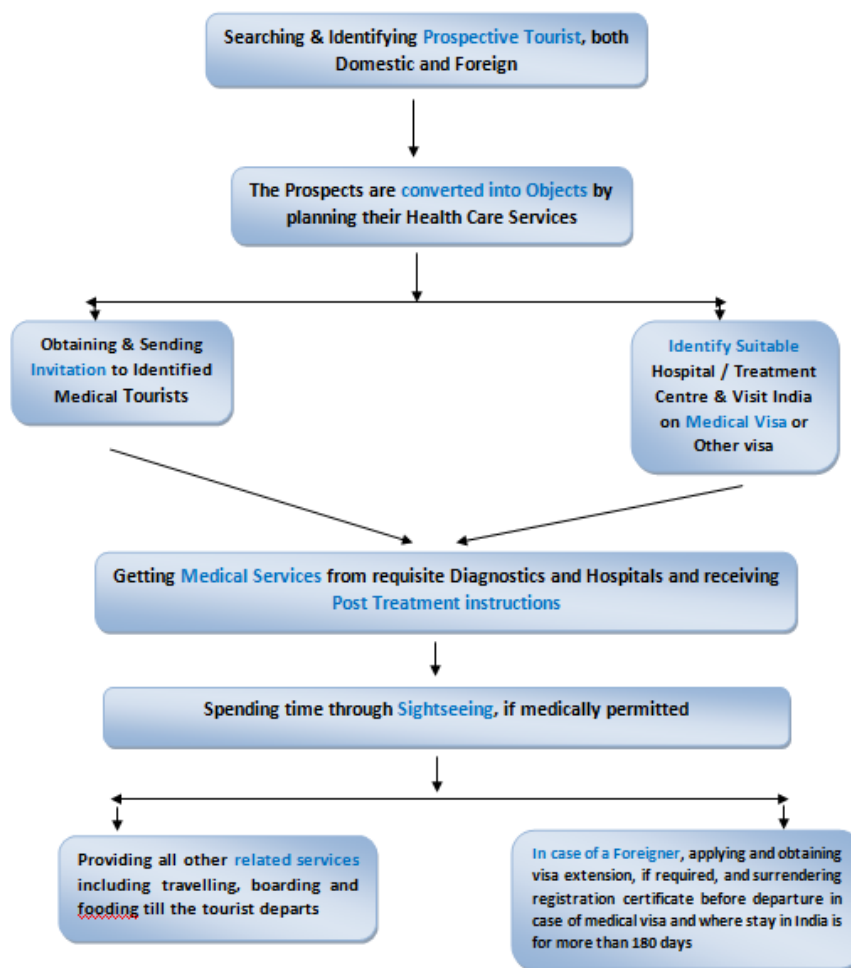 Searching & Identifying Prospective Tourist, both
Domestic and Foreign
The Prospects are converted into Objects by
planning their Health Care Services
Obtaining & Sending
Invitation to Identified
Medical Tourists
Identify Suitable
Hospital / Treatment
Centre & Visit India
on Medical Visa or
Other visa
Getting Medical Services from requisite Diagnostics and Hospitals and receiving
Post Treatment instructions
Spending time through Sightseeing, if medically permitted
Providing all other related services
including travelling, boarding and
fooding till the tourist departs
In case of a Foreigner, applying and obtaining
visa extension, if required, and surrendering
registration certificate before departure in
case of medical visa and where stay in India is
for more than 180 days